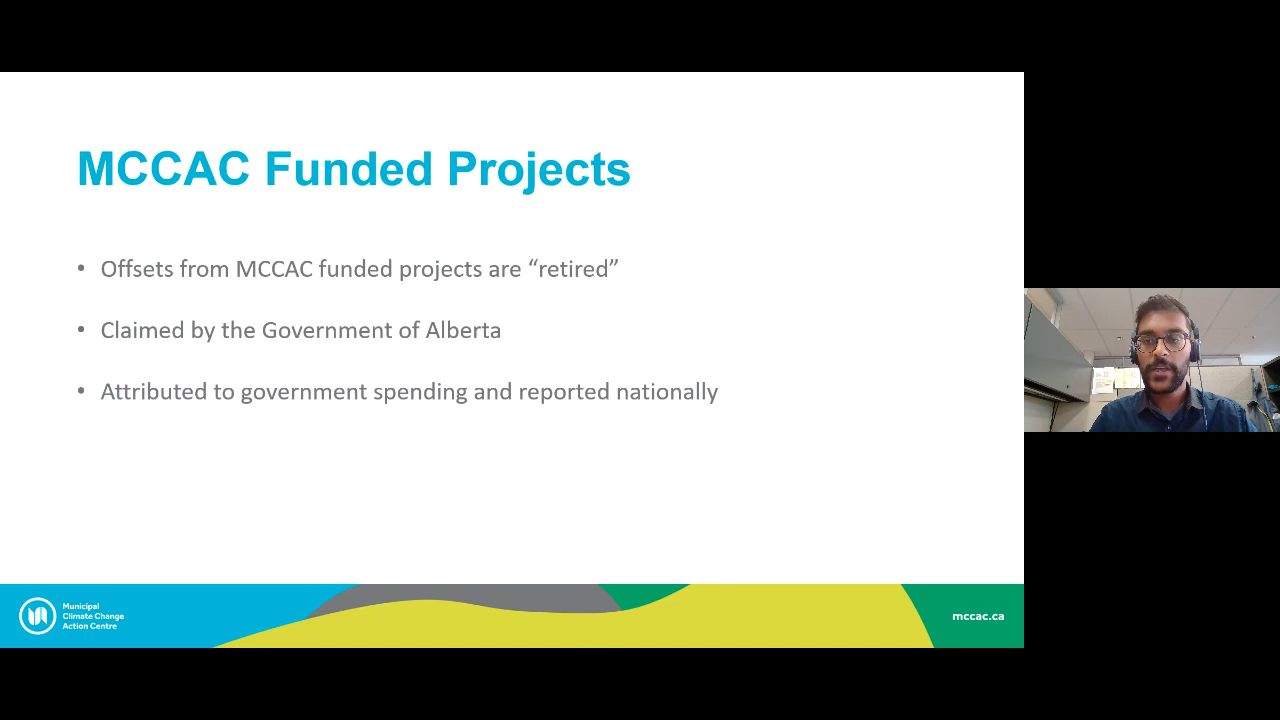 MCCAC Funded Projects
• Offsets from MCCAC funded projects are “retired”
• Claimed by the Government of Alberta
• Attributed to government spending and reported nationally
Municipal
Climate Change
Action Centre
mccac.ca